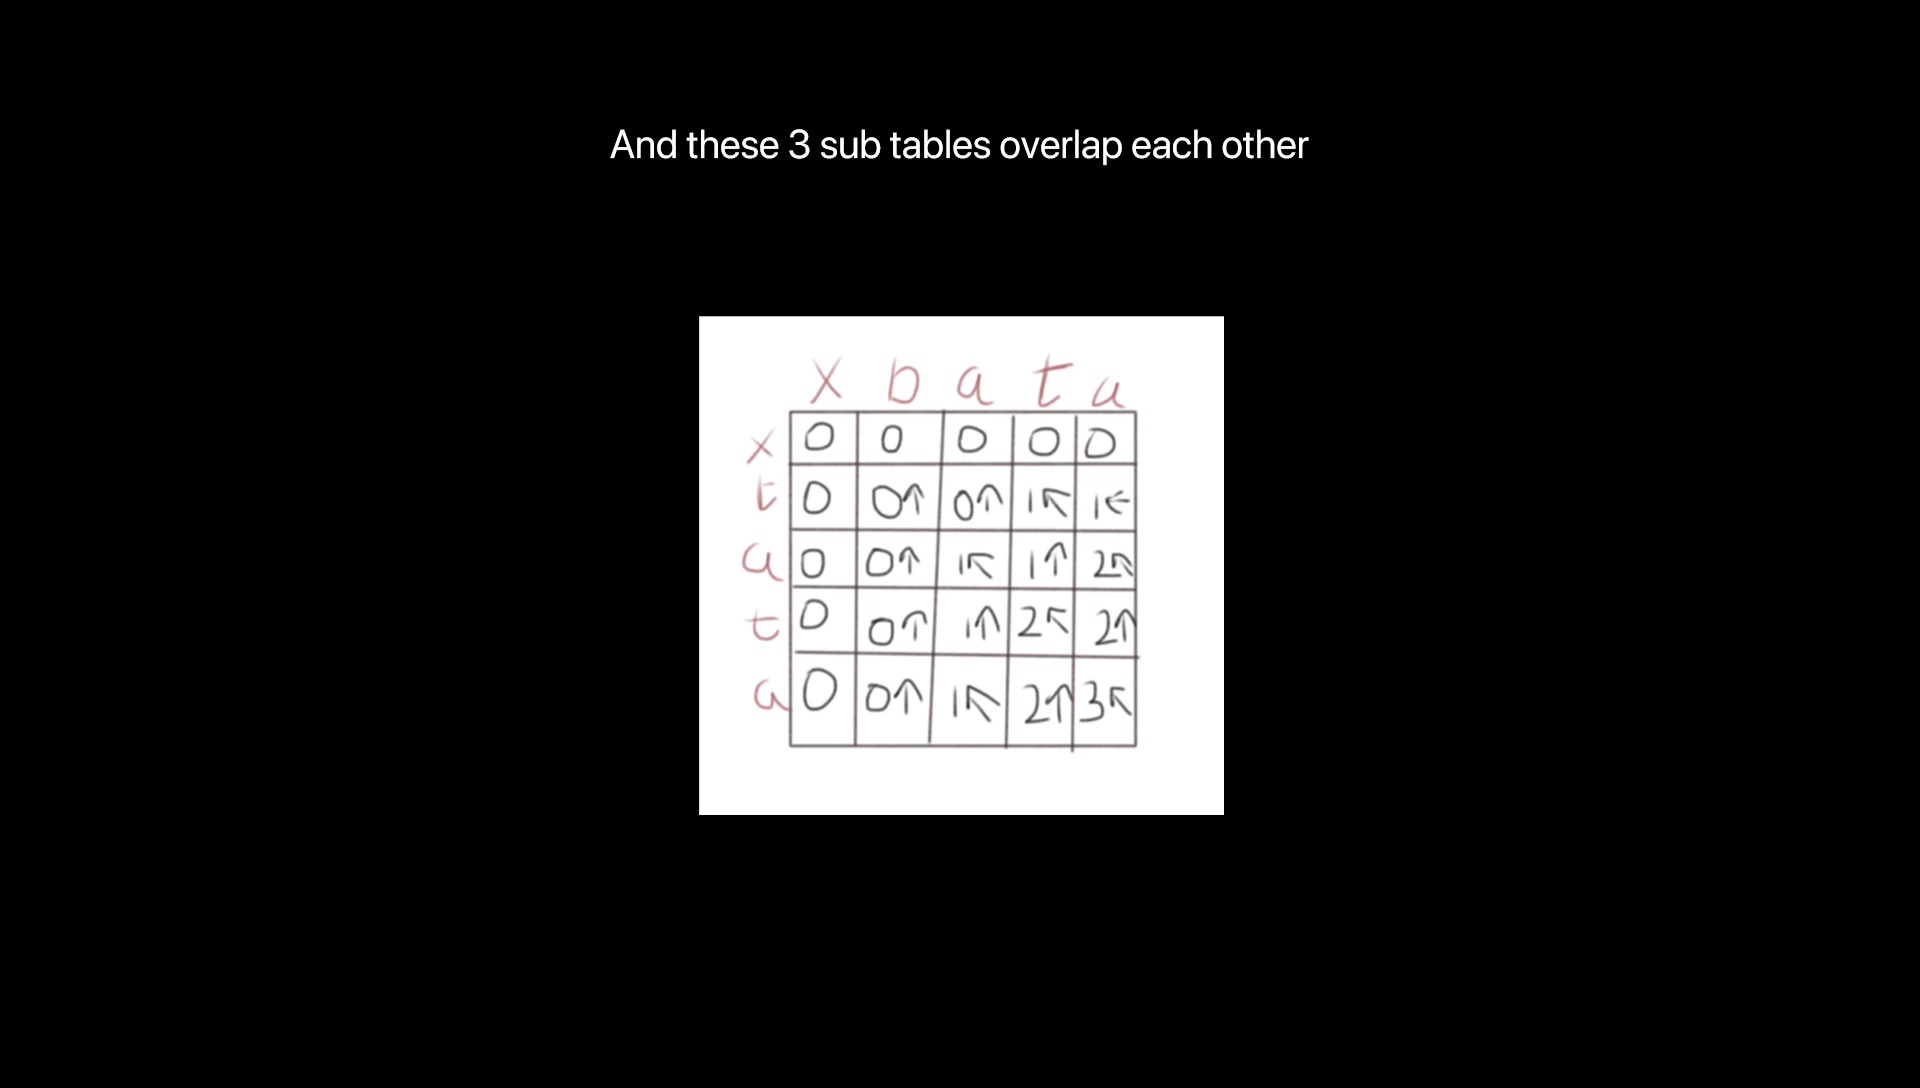 And these 3 sub tables overlap each other
x b a t a
x 0 0 0 0 0
t 0 0↑ 0↑ 1↖ 1←
a 0 0↑ 1↖ 1↑ 2↖
t 0 0↑ 1↑ 2↖ 2↑
a 0 0↑ 1↖ 2↑ 3↖